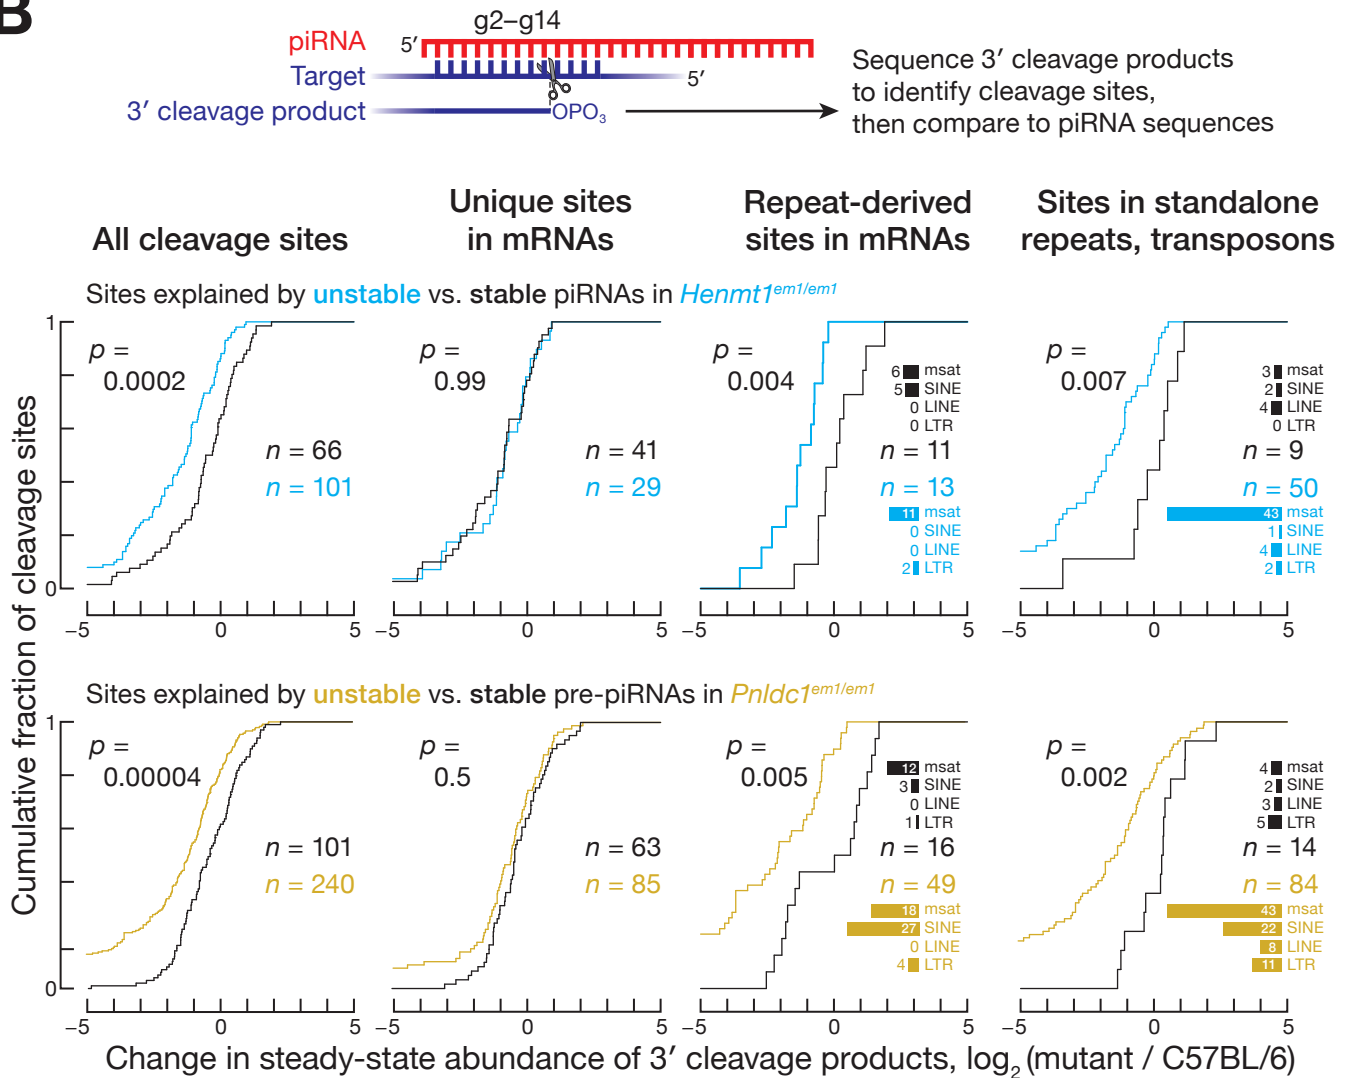 B
g2–g14
piRNA 5′
Target 5′
3′ cleavage product OPO3
Sequence 3′ cleavage products
to identify cleavage sites,
then compare to piRNA sequences
All cleavage sites
Unique sites
in mRNAs
Repeat-derived
sites in mRNAs
Sites in standalone
repeats, transposons
Cumulative fraction of cleavage sites
Sites explained by unstable vs. stable piRNAs in Henmt1em1/em1
1
0
p =
0.0002
n = 66
n = 101
−5 0 5
p =
0.99
n = 41
n = 29
−5 0 5
p =
0.004
6 msat
5 SINE
0 LINE
0 LTR
n = 11
n = 13
11 msat
0 SINE
0 LINE
2 LTR
−5 0 5
p =
0.007
3 msat
2 SINE
4 LINE
0 LTR
n = 9
n = 50
43 msat
1 SINE
4 LINE
2 LTR
−5 0 5
Sites explained by unstable vs. stable pre-piRNAs in Pnldc1em1/em1
1
0
p =
0.00004
n = 101
n = 240
−5 0 5
p =
0.5
n = 63
n = 85
−5 0 5
p =
0.005
12 msat
3 SINE
0 LINE
1 LTR
n = 16
n = 49
18 msat
27 SINE
0 LINE
4 LTR
−5 0 5
p =
0.002
4 msat
2 SINE
3 LINE
5 LTR
n = 14
n = 84
43 msat
22 SINE
8 LINE
11 LTR
−5 0 5
Change in steady-state abundance of 3′ cleavage products, log2 (mutant / C57BL/6)